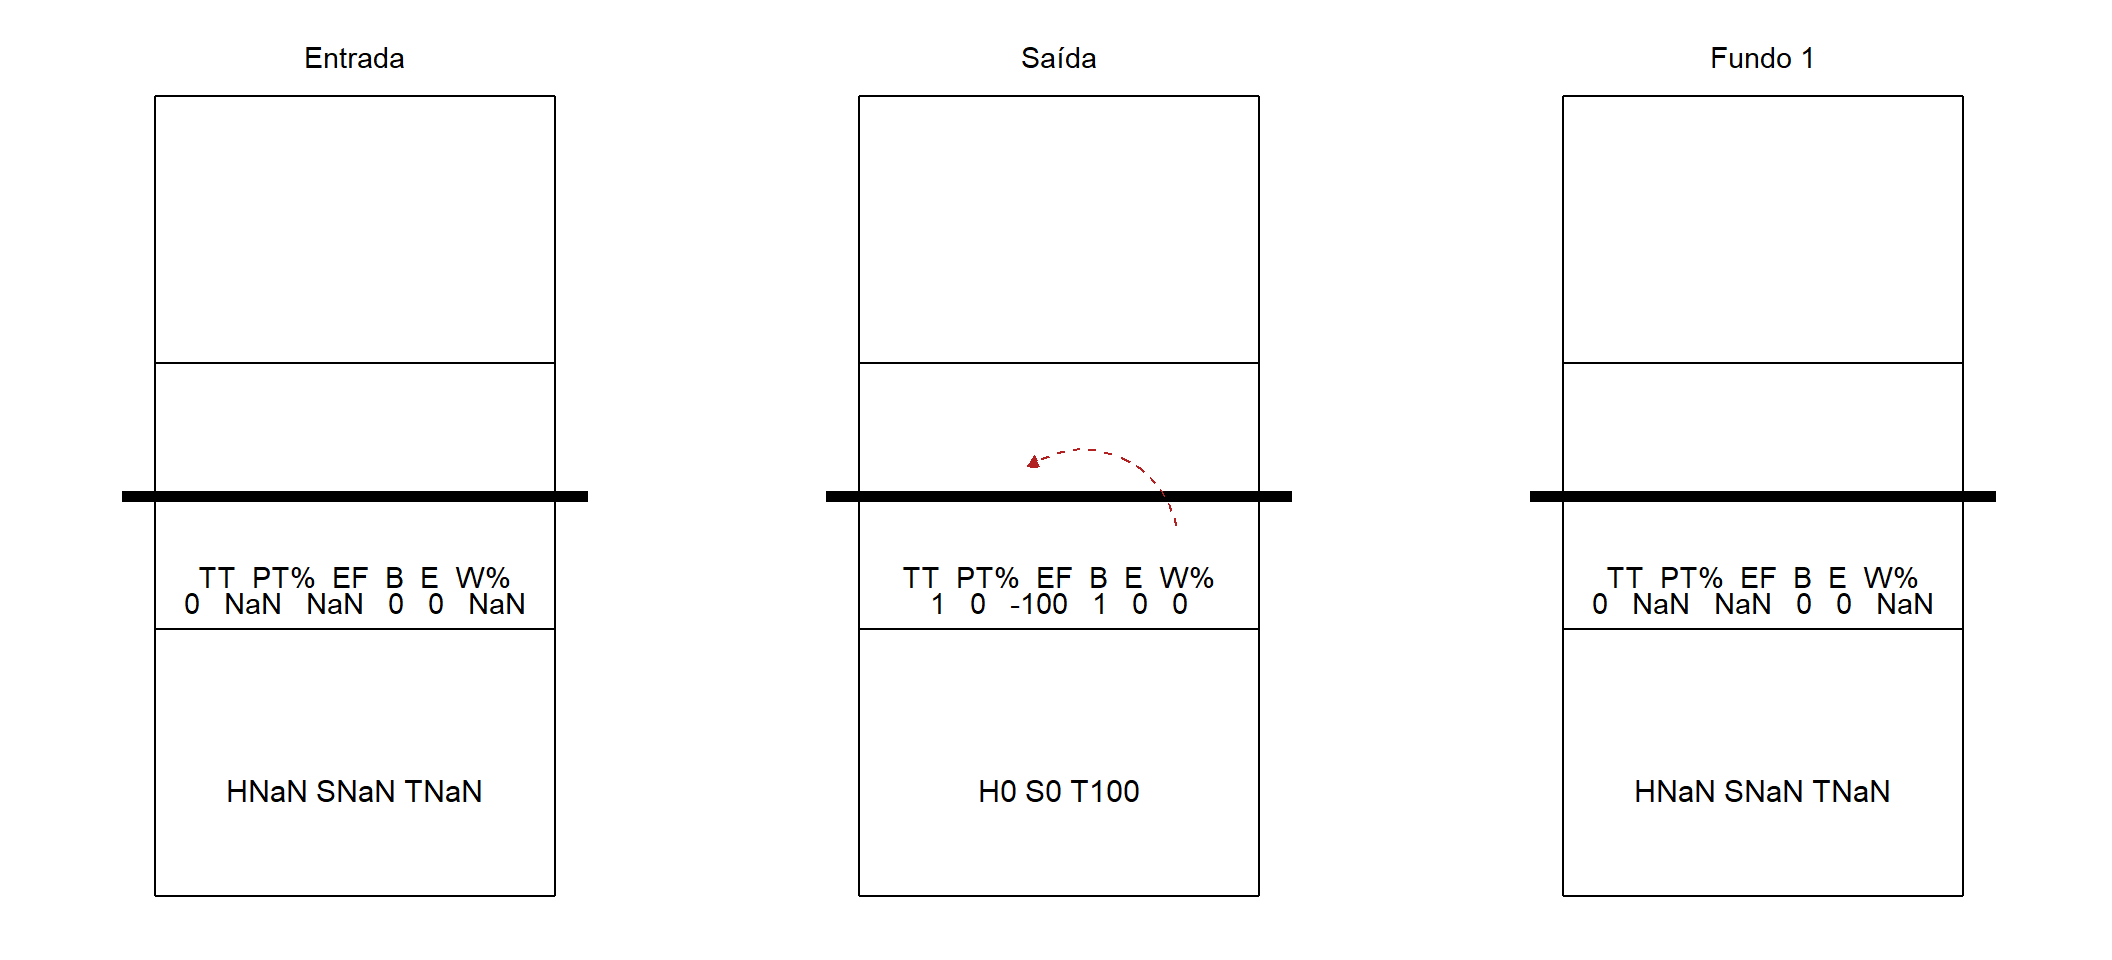 Entrada
TT PT% EF B E W%
0 NaN NaN 0 0 NaN
HNaN SNaN TNaN
Saída
TT PT% EF B E W%
1 0 -100 1 0 0
H0 S0 T100
Fundo 1
TT PT% EF B E W%
0 NaN NaN 0 0 NaN
HNaN SNaN TNaN